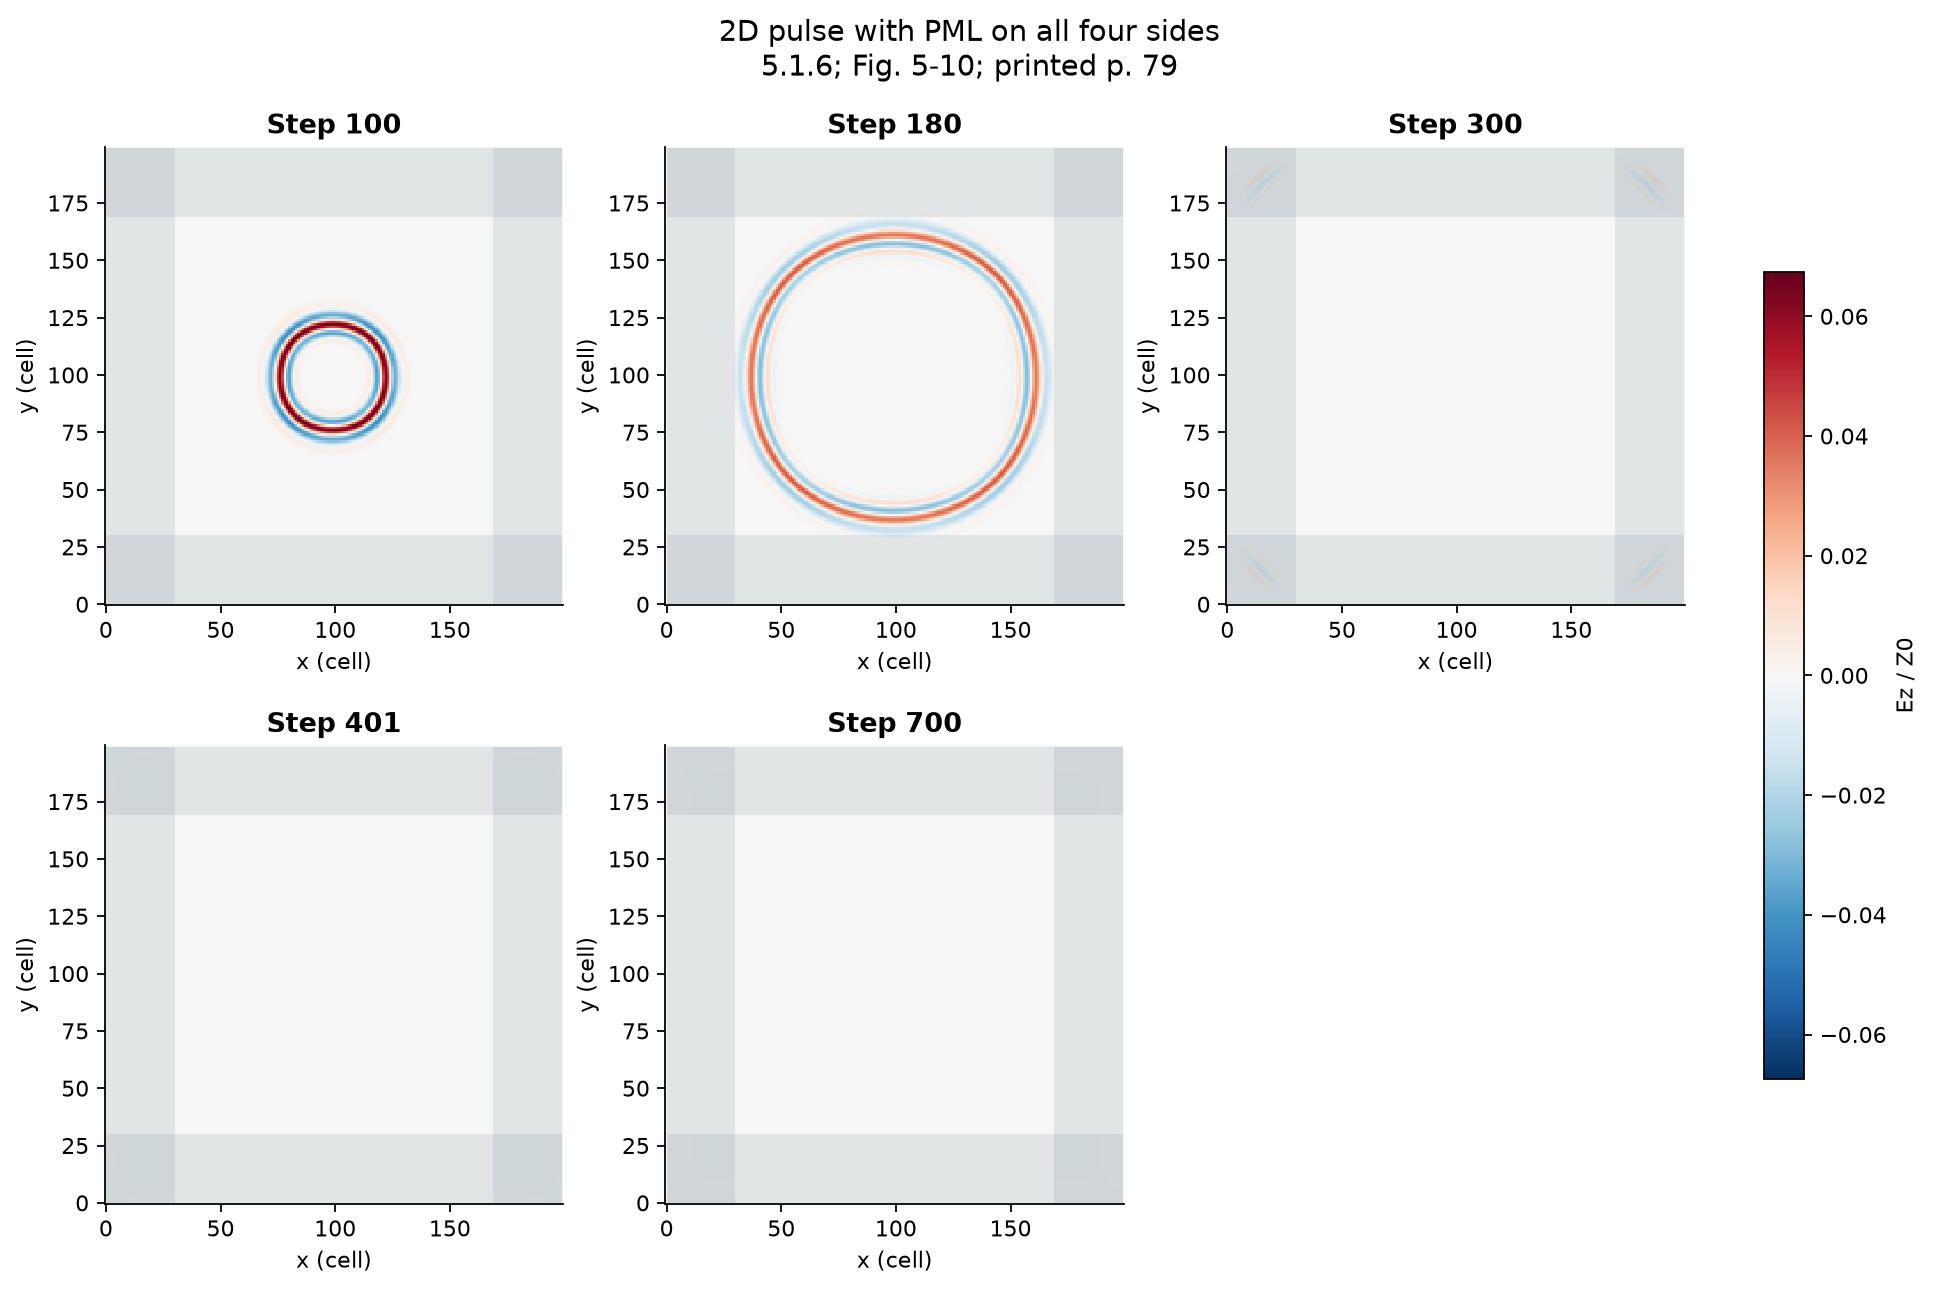 2D pulse with PML on all four sides
5.1.6; Fig. 5-10; printed p. 79
Step 100
175
150
125
100
75
50
25
0
y (cell)
0 50 100 150
x (cell)
Step 180
175
150
125
100
75
50
25
0
y (cell)
0 50 100 150
x (cell)
Step 300
175
150
125
100
75
50
25
0
y (cell)
0 50 100 150
x (cell)
Step 401
175
150
125
100
75
50
25
0
y (cell)
0 50 100 150
x (cell)
Step 700
175
150
125
100
75
50
25
0
y (cell)
0 50 100 150
x (cell)
0.06
0.04
0.02
0.00
−0.02
−0.04
−0.06
Ez / Z0